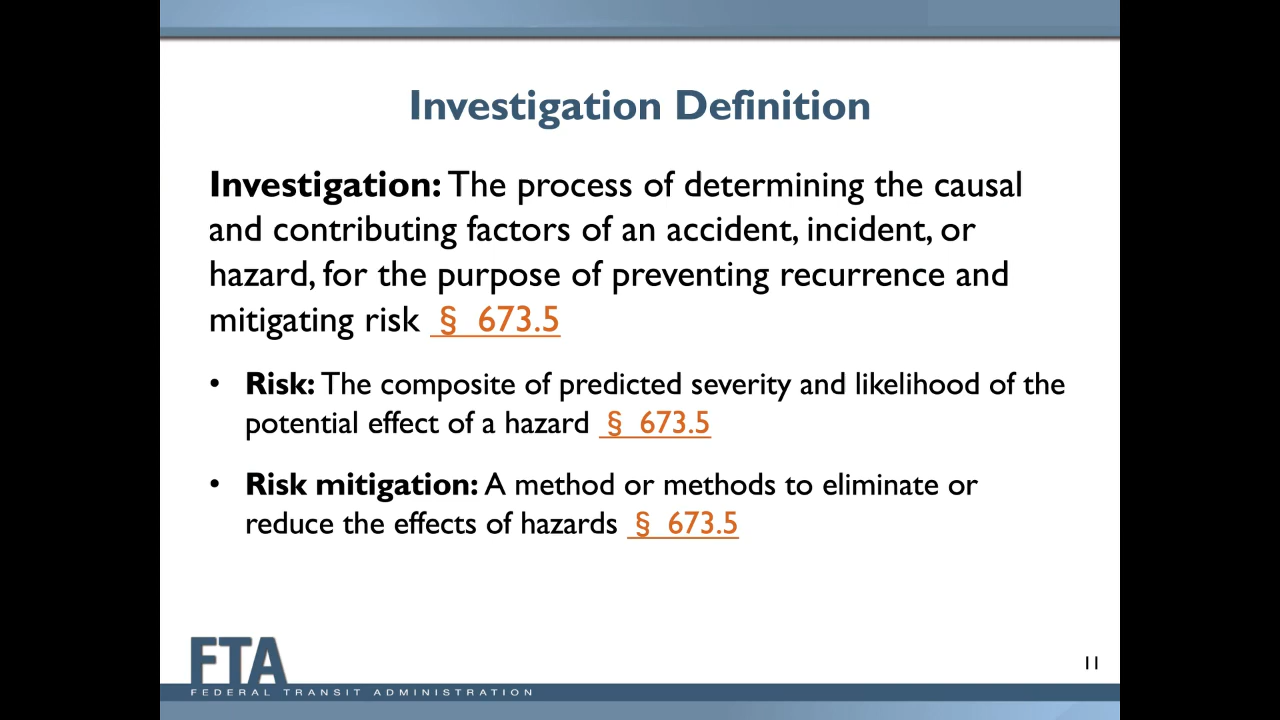 Investigation Definition
Investigation: The process of determining the causal
and contributing factors of an accident, incident, or
hazard, for the purpose of preventing recurrence and
mitigating risk § 673.5
• Risk: The composite of predicted severity and likelihood of the
potential effect of a hazard § 673.5
• Risk mitigation: A method or methods to eliminate or
reduce the effects of hazards § 673.5
FTA
FEDERAL TRANSIT ADMINISTRATION
11